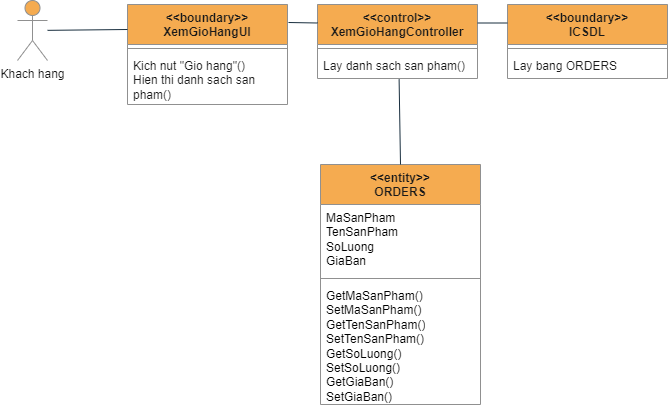 Khach hang
<<boundary>>
XemGioHangUI
Kich nut "Gio hang"()
Hien thi danh sach san
pham()
<<control>>
XemGioHangController
Lay danh sach san pham()
<<boundary>>
ICSDL
Lay bang ORDERS
<<entity>>
ORDERS
MaSanPham
TenSanPham
SoLuong
GiaBan
GetMaSanPham()
SetMaSanPham()
GetTenSanPham()
SetTenSanPham()
GetSoLuong()
SetSoLuong()
GetGiaBan()
SetGiaBan()